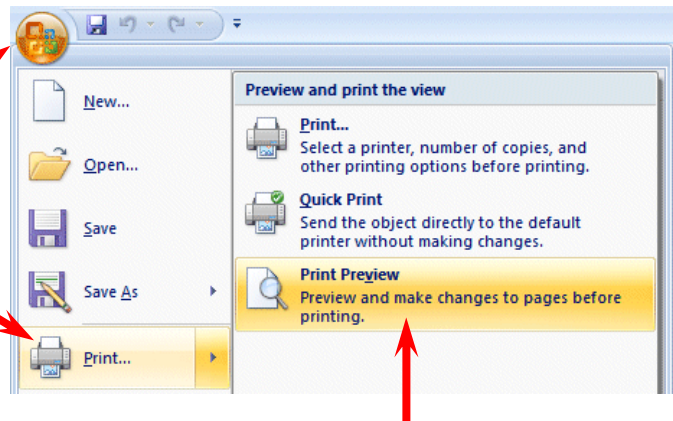 New...
Open...
Save
Save As
Print...
Preview and print the view
Print...
Select a printer, number of copies, and
other printing options before printing.
Quick Print
Send the object directly to the default
printer without making changes.
Print Preview
Preview and make changes to pages before
printing.